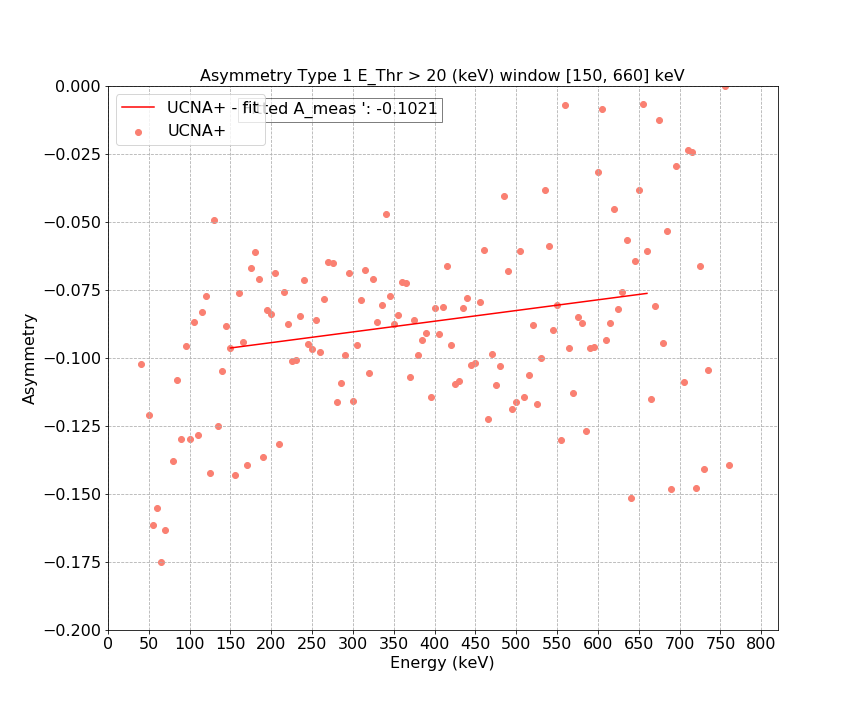 Asymmetry Type 1 E_Thr > 20 (keV) window [150, 660] keV
UCNA+ - fitted A_meas ': -0.1021
UCNA+
0.000
−0.025
−0.050
−0.075
−0.100
−0.125
−0.150
−0.175
−0.200
Asymmetry
0 50 100 150 200 250 300 350 400 450 500 550 600 650 700 750 800
Energy (keV)